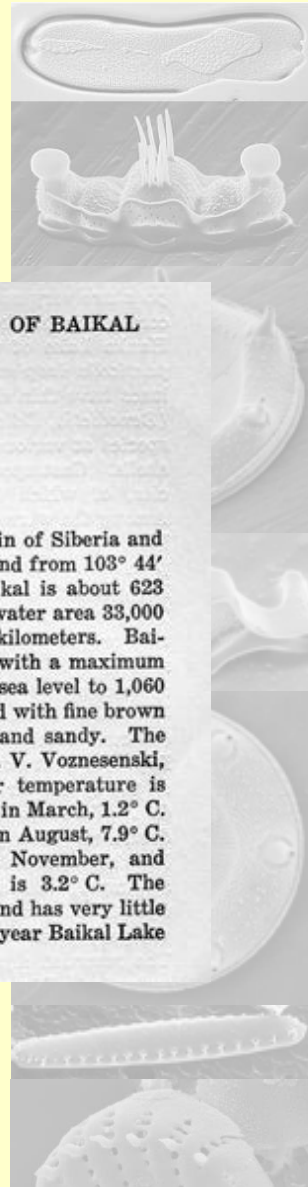 OF BAIKAL
in of Siberia and
nd from 103° 44′
kal is about 623
water area 33,000
kilometers. Bai-
with a maximum
sea level to 1,060
d with fine brown
and sandy. The
V. Voznesenski,
r temperature is
in March, 1.2° C.
n August, 7.9° C.
November, and
is 3.2° C. The
nd has very little
year Baikal Lake